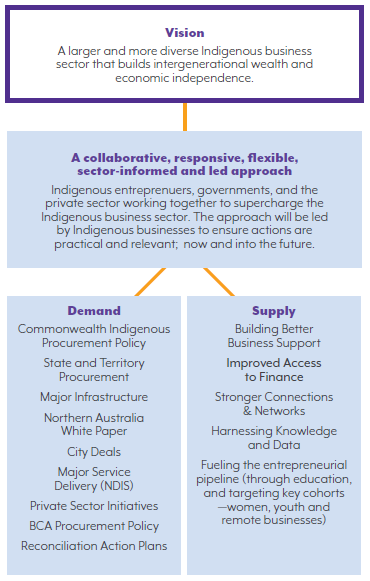 Vision
A larger and more diverse Indigenous business
sector that builds intergenerational wealth and
economic independence.
A collaborative, responsive, flexible,
sector-informed and led approach
Indigenous entreprenuers, governments, and the
private sector working together to supercharge the
Indigenous business sector. The approach will be led
by Indigenous businesses to ensure actions are
practical and relevant; now and into the future.
Demand
Commonwealth Indigenous
Procurement Policy
State and Territory
Procurement
Major Infrastructure
Northern Australia
White Paper
City Deals
Major Service
Delivery (NDIS)
Private Sector Initiatives
BCA Procurement Policy
Reconciliation Action Plans
Supply
Building Better
Business Support
Improved Access
to Finance
Stronger Connections
& Networks
Harnessing Knowledge
and Data
Fueling the entrepreneurial
pipeline (through education,
and targeting key cohorts
—women, youth and
remote businesses)